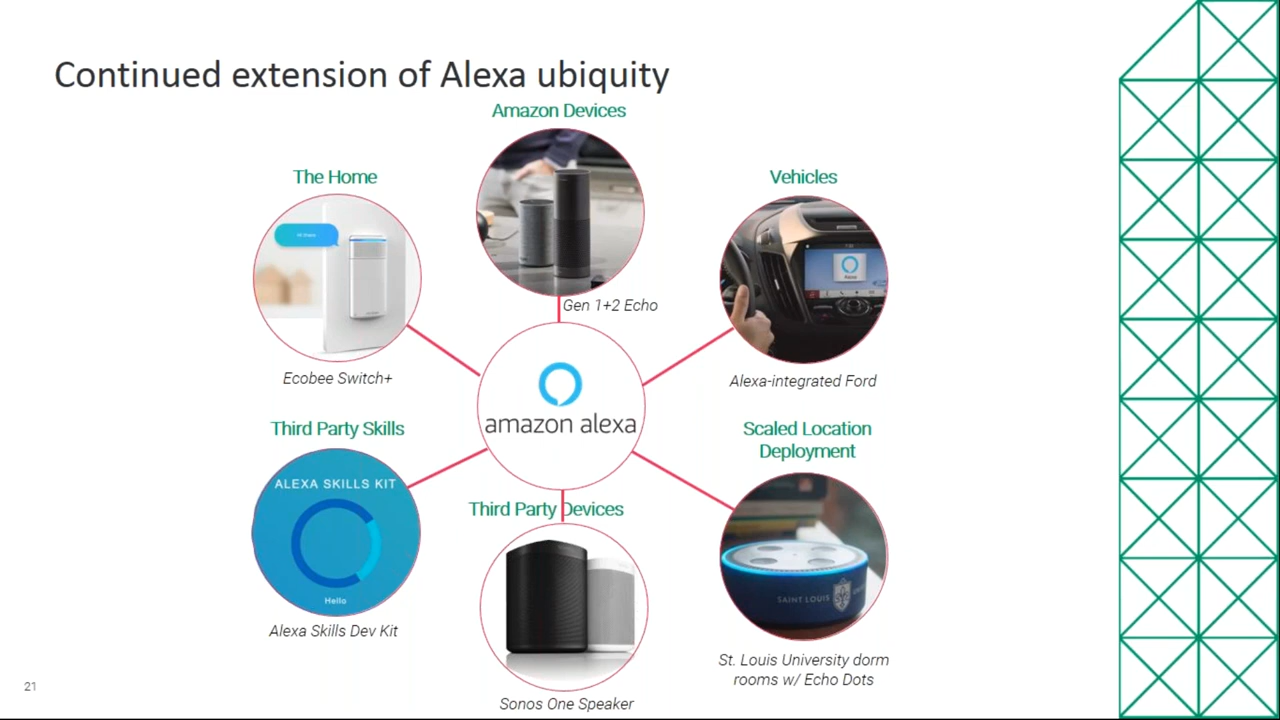 Continued extension of Alexa ubiquity
Amazon Devices
The Home
Vehicles
Alexa
Gen 1+2 Echo
Ecobee Switch+
Alexa-integrated Ford
amazon alexa
Third Party Skills
Scaled Location
Deployment
ALEXA SKILLS KIT
Hello
Third Party Devices
SAINT LOUIS
Alexa Skills Dev Kit
St. Louis University dorm
rooms w/ Echo Dots
Sonos One Speaker
21